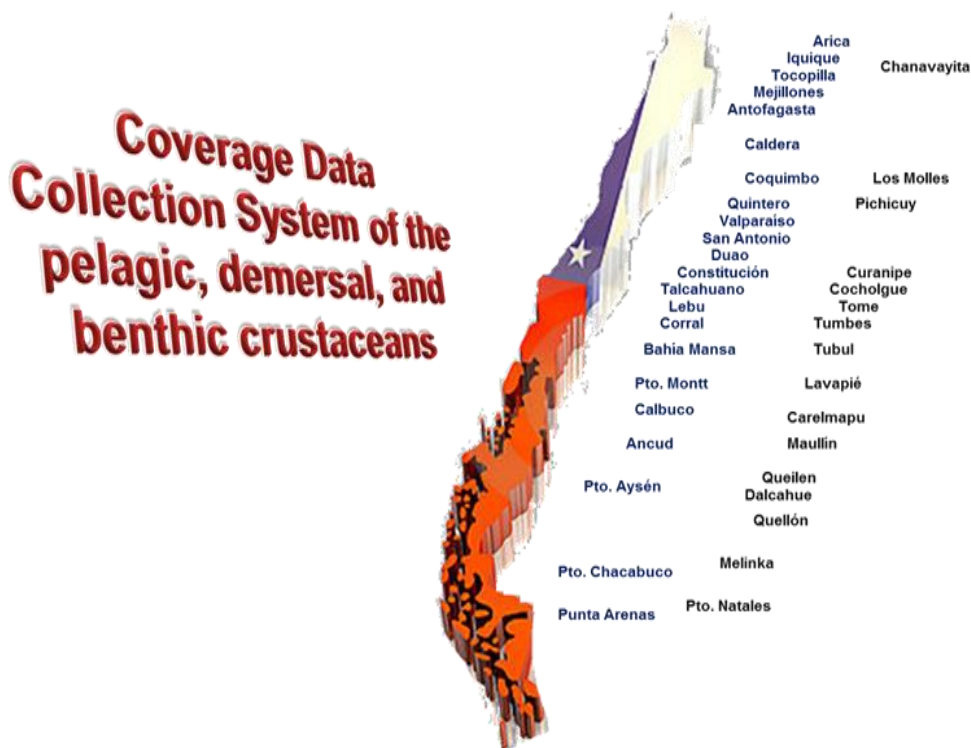 Coverage Data
Collection System of the
pelagic, demersal, and
benthic crustaceans
Arica
Iquique
Tocopilla
Mejillones
Antofagasta
Caldera
Coquimbo
Quintero
Valparaíso
San Antonio
Duao
Constitución
Talcahuano
Lebu
Corral
Bahía Mansa
Pto. Montt
Calbuco
Ancud
Pto. Aysén
Pto. Chacabuco
Punta Arenas
Chanavayita
Los Molles
Pichicuy
Curanipe
Cocholgue
Tome
Tumbes
Tubul
Lavapié
Carelmapu
Maullín
Queilen
Dalcahue
Quellón
Melinka
Pto. Natales